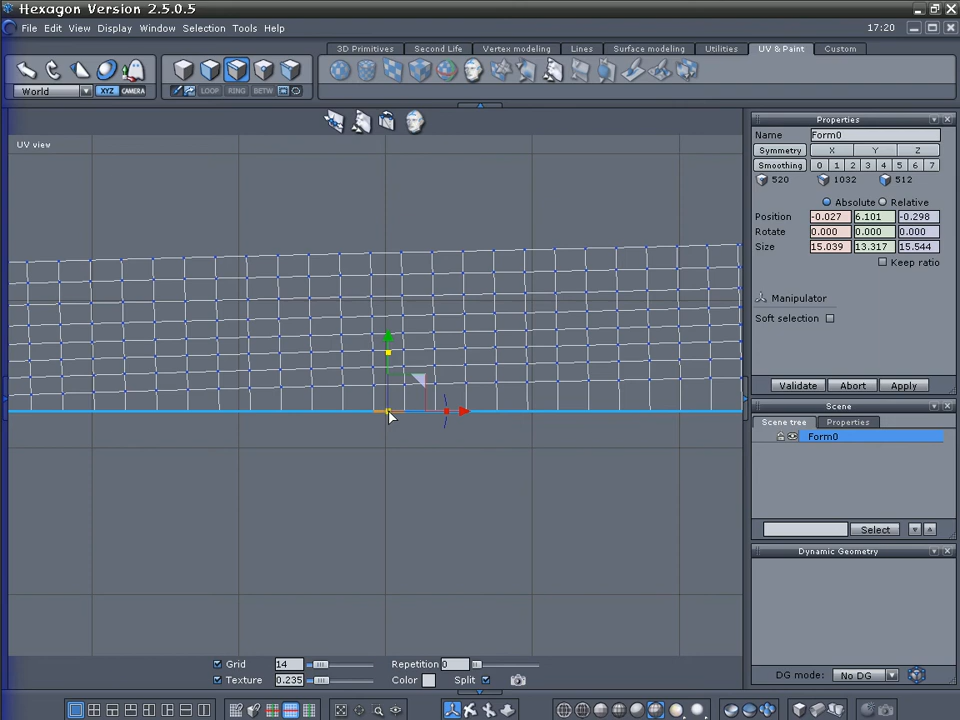 Hexagon Version 2.5.0.5
File Edit View Display Window Selection Tools Help 17:20
3D Primitives Second Life Vertex modeling Lines Surface modeling Utilities UV & Paint Custom
World XYZ CAMERA LOOP RING BETW
UV view
Properties
Name Form0
Symmetry X Y Z
Smoothing 0 1 2 3 4 5 6 7
520 1032 512
Absolute Relative
Position -0.027 6.101 -0.298
Rotate 0.000 0.000 0.000
Size 15.039 13.317 15.544
Keep ratio
Manipulator
Soft selection
Validate Abort Apply
Scene
Scene tree Properties
Form0
Select
Dynamic Geometry
DG mode: No DG
Grid 14 Repetition 0
Texture 0.235 Color Split